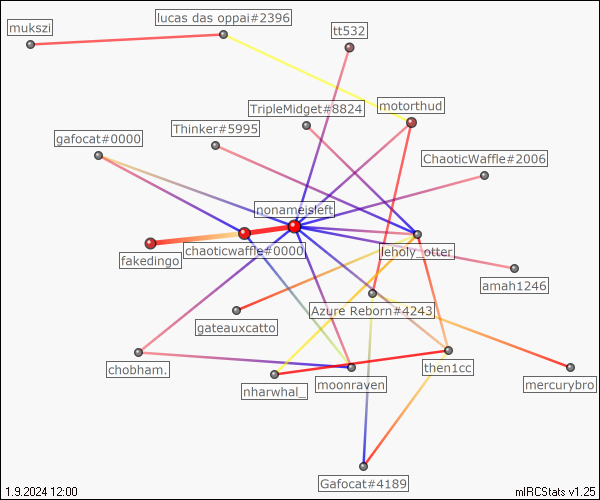 lucas das oppai#2396
mukszi
tt532
motorthud
TripleMidget#8824
Thinker#5995
gafocat#0000
ChaoticWaffle#2006
nonameisleft
chaoticwaffle#0000
leholy_otter
fakedingo
amah1246
Azure Reborn#4243
gateauxcatto
chobham.
then1cc
moonraven
mercurybro
nharwhal_
Gafocat#4189
1.9.2024 12:00
mIRCStats v1.25